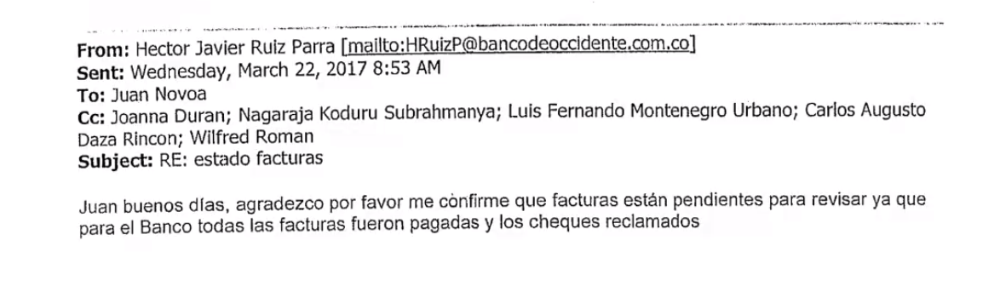 From: Hector Javier Ruiz Parra [mailto:HRuizP@bancodeoccidente.com.co]
Sent: Wednesday, March 22, 2017 8:53 AM
To: Juan Novoa
Cc: Joanna Duran; Nagaraja Koduru Subrahmanya; Luis Fernando Montenegro Urbano; Carlos Augusto
Daza Rincon; Wilfred Roman
Subject: RE: estado facturas
Juan buenos días, agradezco por favor me confirme que facturas están pendientes para revisar ya que
para el Banco todas las facturas fueron pagadas y los cheques reclamados